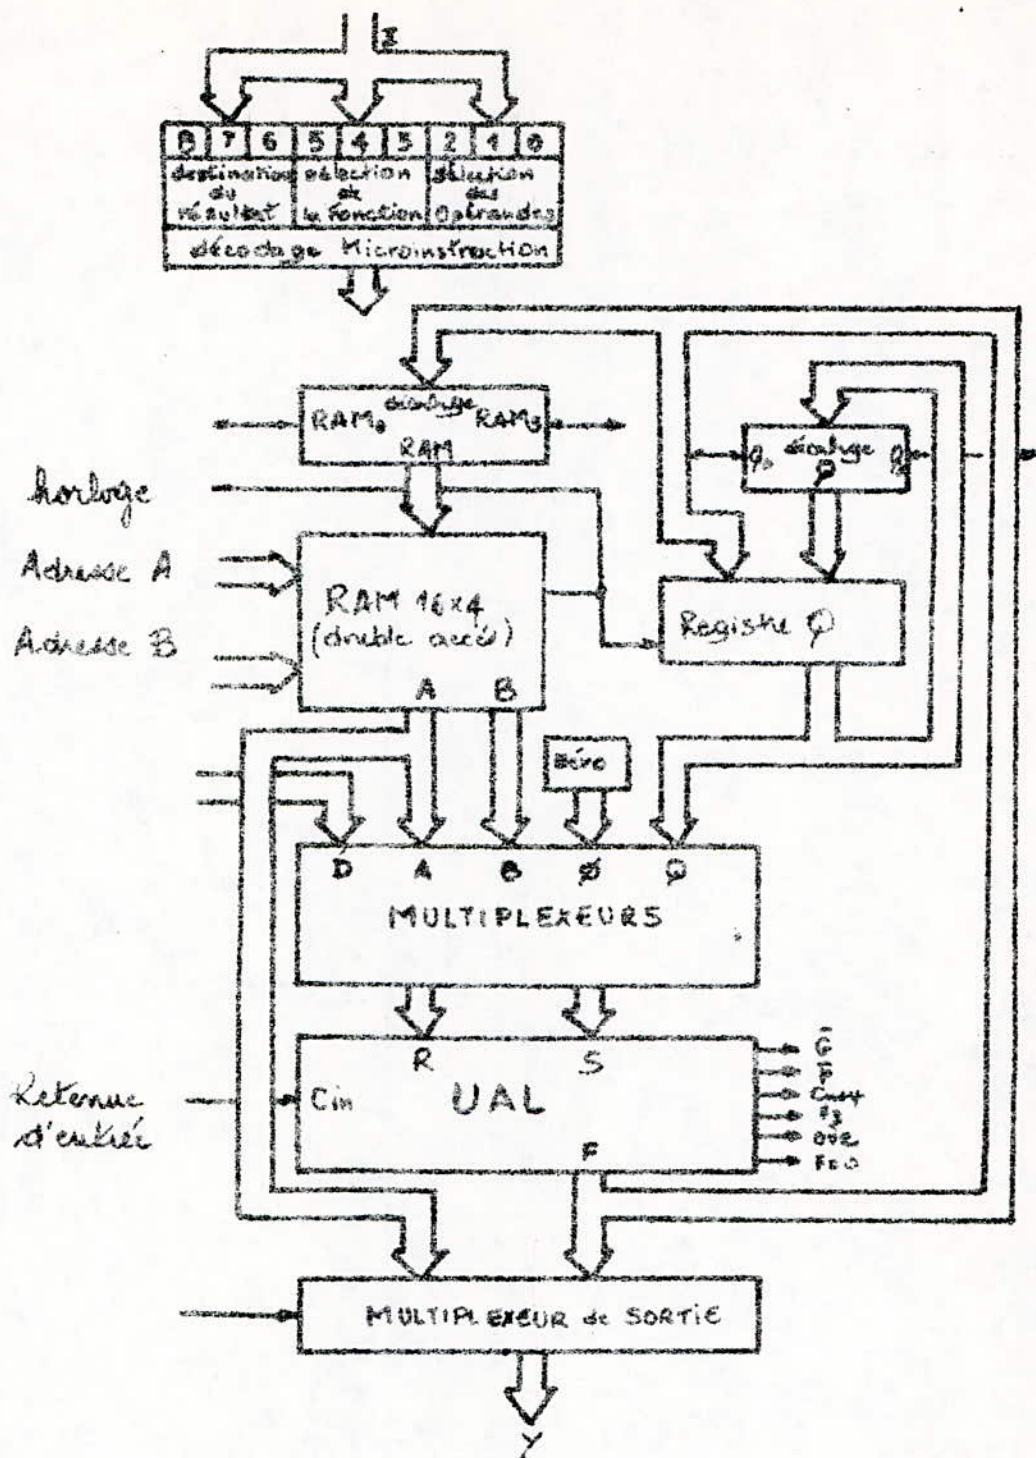 I
8 7 6 5 4 3 2 1 0
destination sélection sélection
du de des
résultat la Fonction Opérandes
décodage Microinstruction
décalage
RAM₀ RAM₃
RAM
décalage
Q₀
Q
horloge
Adresse A
RAM 16x4
(double accès)
Registre Q
Adresse B
A B
zéro
D A B Ø Q
MULTIPLEXEURS
R S
Retenue
d'entrée
Cin UAL
F
G̅
P̅
Cn+4
F3
OVR
F=0
MULTIPLEXEUR de SORTIE
Y